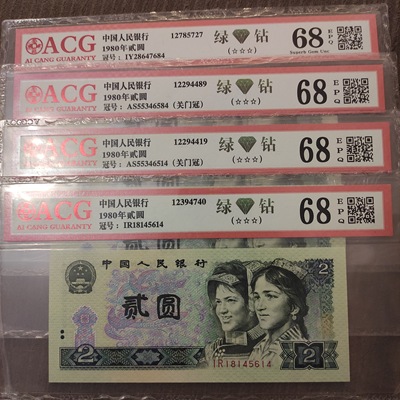 ACG
AI CANG GUARANTY
中国人民银行
1980年贰圆
冠号：IY28647684
12785727
绿 钻
(☆☆☆)
68
EPQ
Superb Gem Unc
ACG
AI CANG GUARANTY
中国人民银行
1980年贰圆
冠号：AS55346584
12294489
(关门冠)
绿 钻
(☆☆☆)
68
EPQ
ACG
AI CANG GUARANTY
中国人民银行
1980年贰圆
冠号：AS55346514
12294419
(关门冠)
绿 钻
(☆☆☆)
68
EPQ
ACG
AI CANG GUARANTY
中国人民银行
1980年贰圆
冠号：IR18145614
12394740
绿 钻
(☆☆☆)
68
EPQ
中国人民银行
2
贰圆
2
IR18145614
2